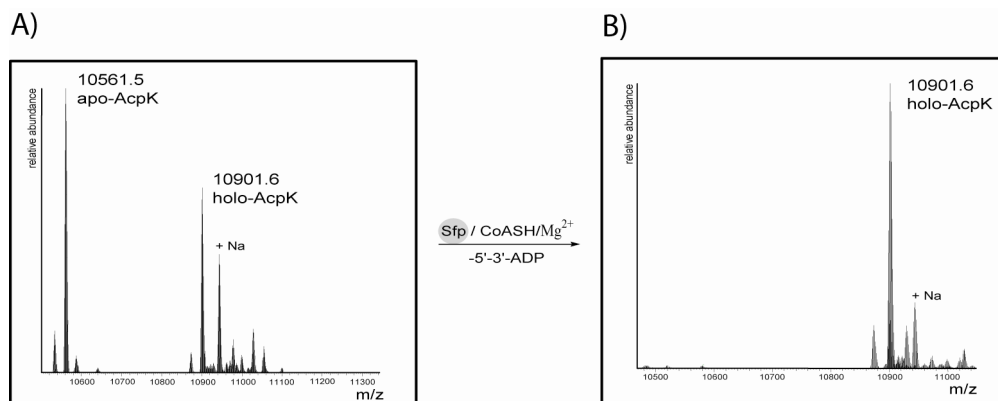 A)
B)
10561.5
apo-AcpK
10901.6
holo-AcpK
+ Na
relative abundance
10600 10700 10800 10900 11000 11100 11200 11300
m/z
Sfp / CoASH/Mg²⁺
-5'-3'-ADP
10901.6
holo-AcpK
+ Na
relative abundance
10500 10600 10700 10800 10900 11000
m/z